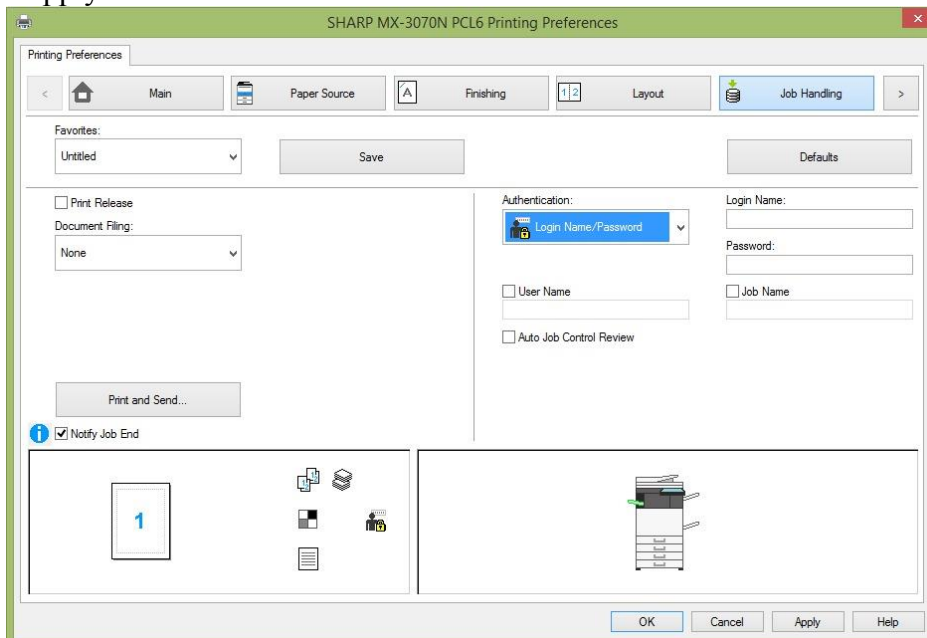 SHARP MX-3070N PCL6 Printing Preferences
Printing Preferences
< Main Paper Source Finishing Layout Job Handling >
Favorites:
Untitled Save Defaults
Print Release Authentication: Login Name:
Document Filing: Login Name/Password
None Password:
User Name Job Name
Auto Job Control Review
Print and Send...
Notify Job End
1
OK Cancel Apply Help